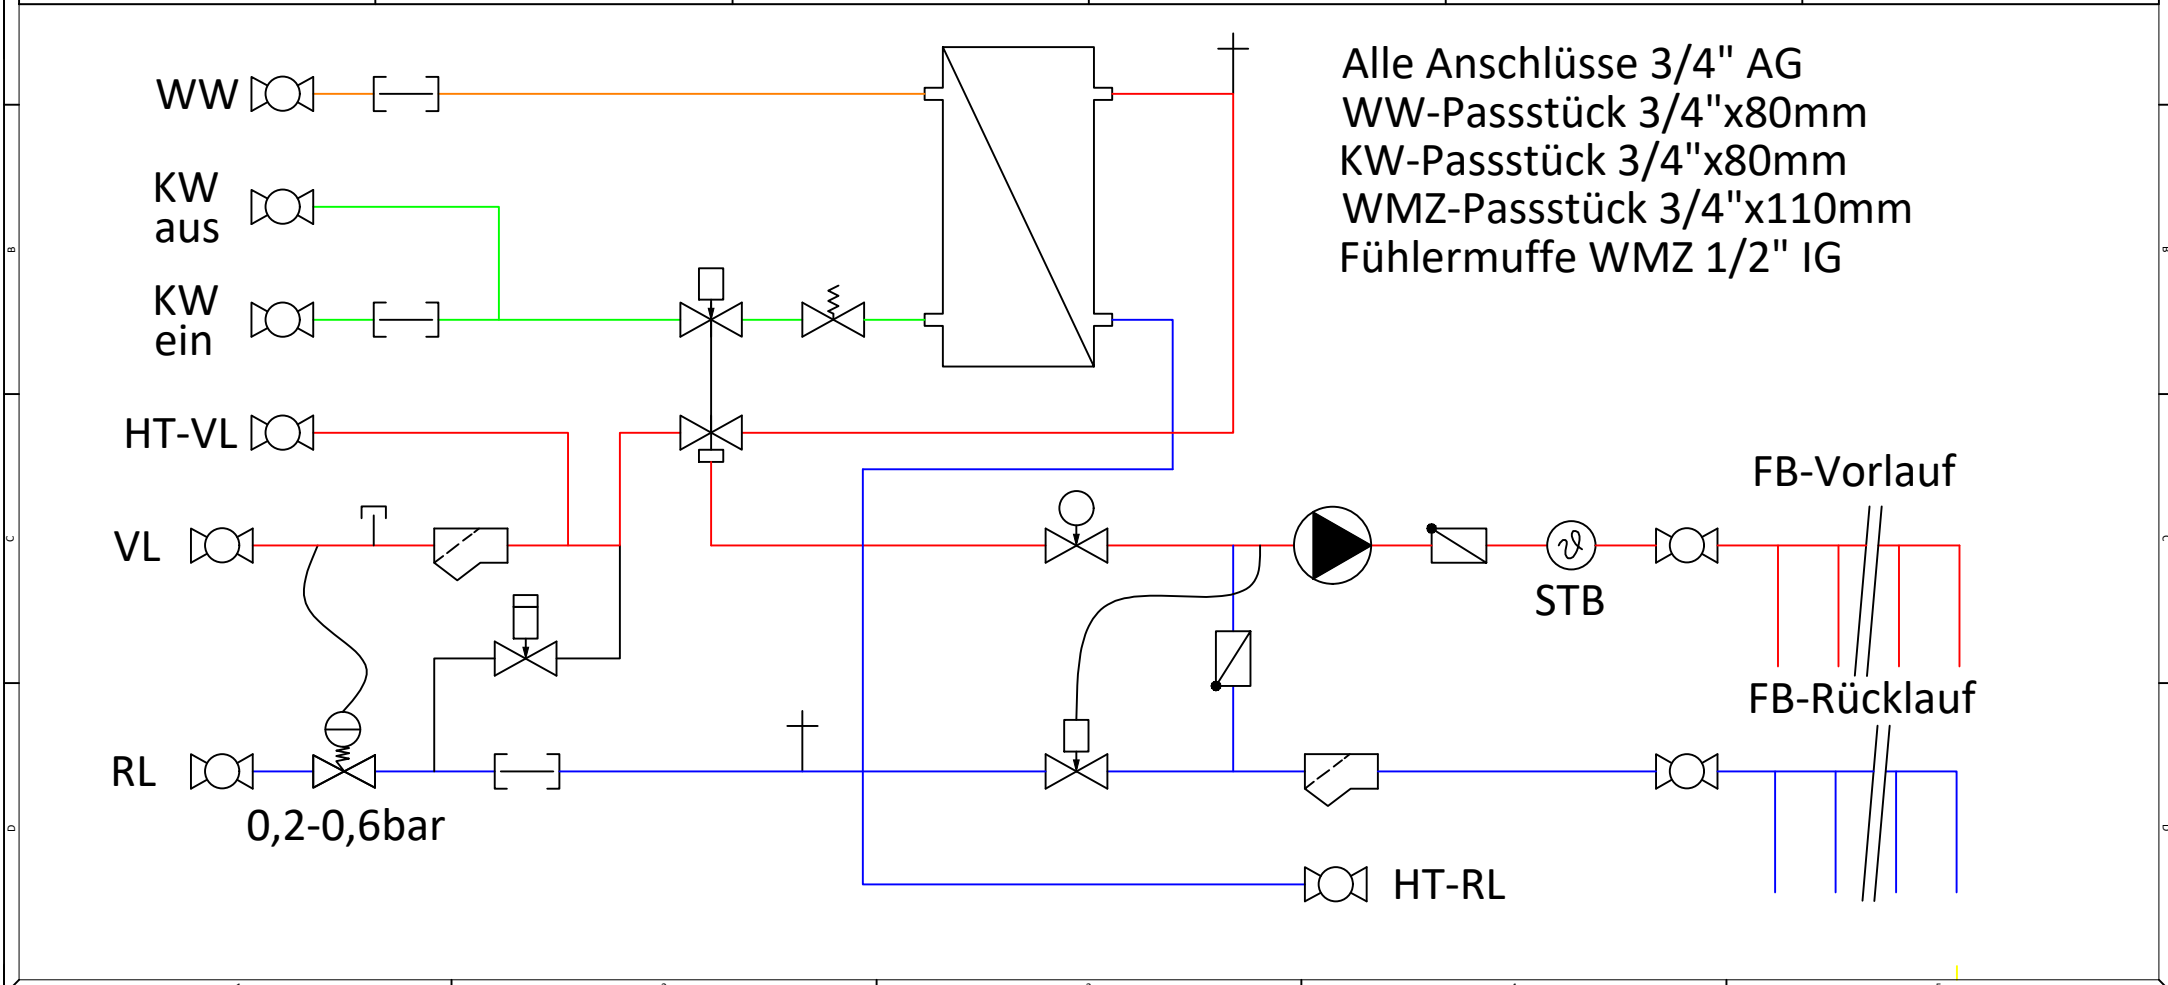 WW
KW
aus
KW
ein
HT-VL
VL
RL
0,2-0,6bar
Alle Anschlüsse 3/4" AG
WW-Passstück 3/4"x80mm
KW-Passstück 3/4"x80mm
WMZ-Passstück 3/4"x110mm
Fühlermuffe WMZ 1/2" IG
FB-Vorlauf
ϑ
STB
FB-Rücklauf
HT-RL
B
C
D